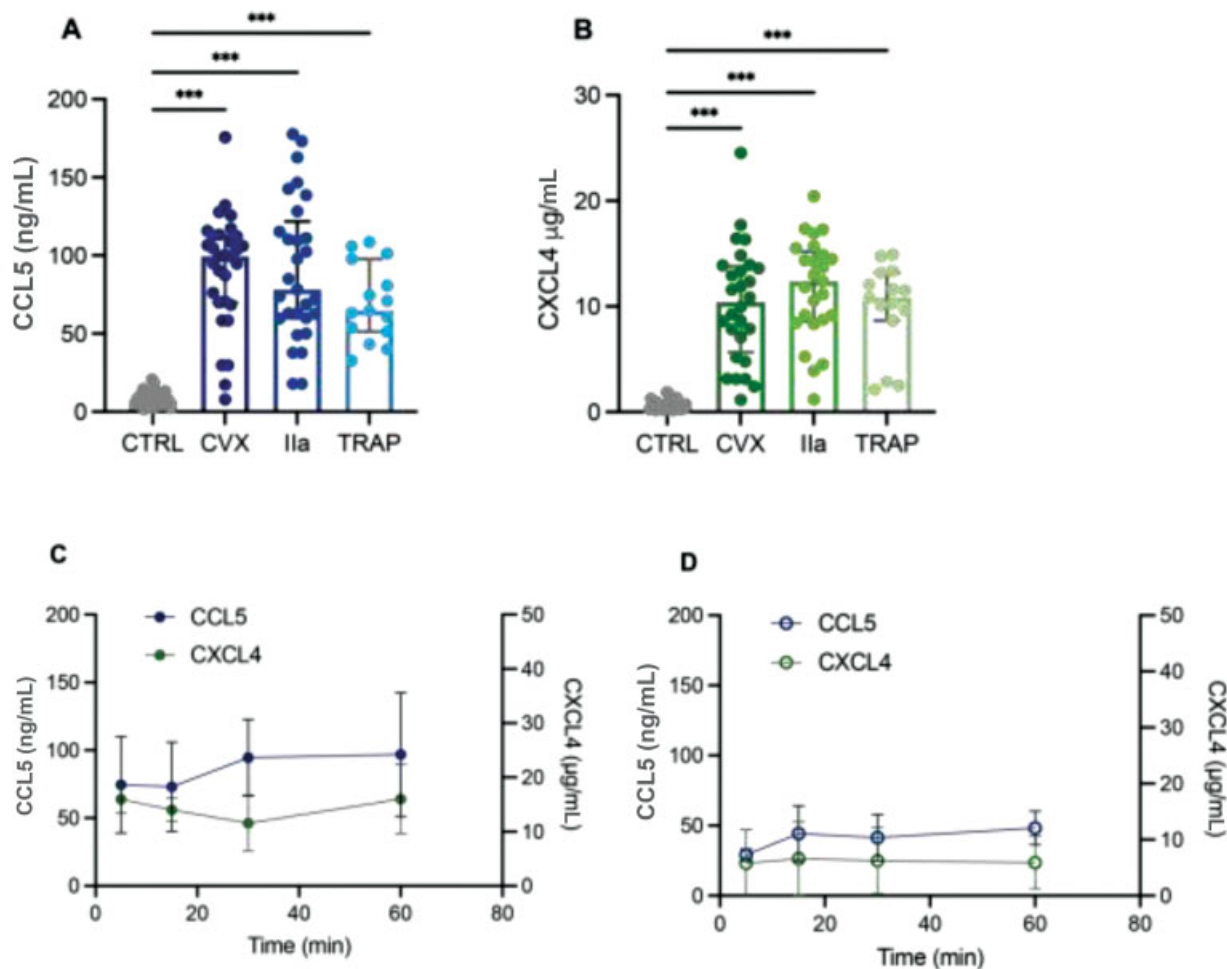 A
***
***
***
200
150
100
50
0
CCL5 (ng/mL)
CTRL CVX IIa TRAP
B
***
***
***
30
20
10
0
CXCL4 µg/mL
CTRL CVX IIa TRAP
C
CCL5
CXCL4
200
150
100
50
0
CCL5 (ng/mL)
50
40
30
20
10
0
CXCL4 (µg/mL)
0 20 40 60 80
Time (min)
D
CCL5
CXCL4
200
150
100
50
0
CCL5 (ng/mL)
50
40
30
20
10
0
CXCL4 (µg/mL)
0 20 40 60 80
Time (min)